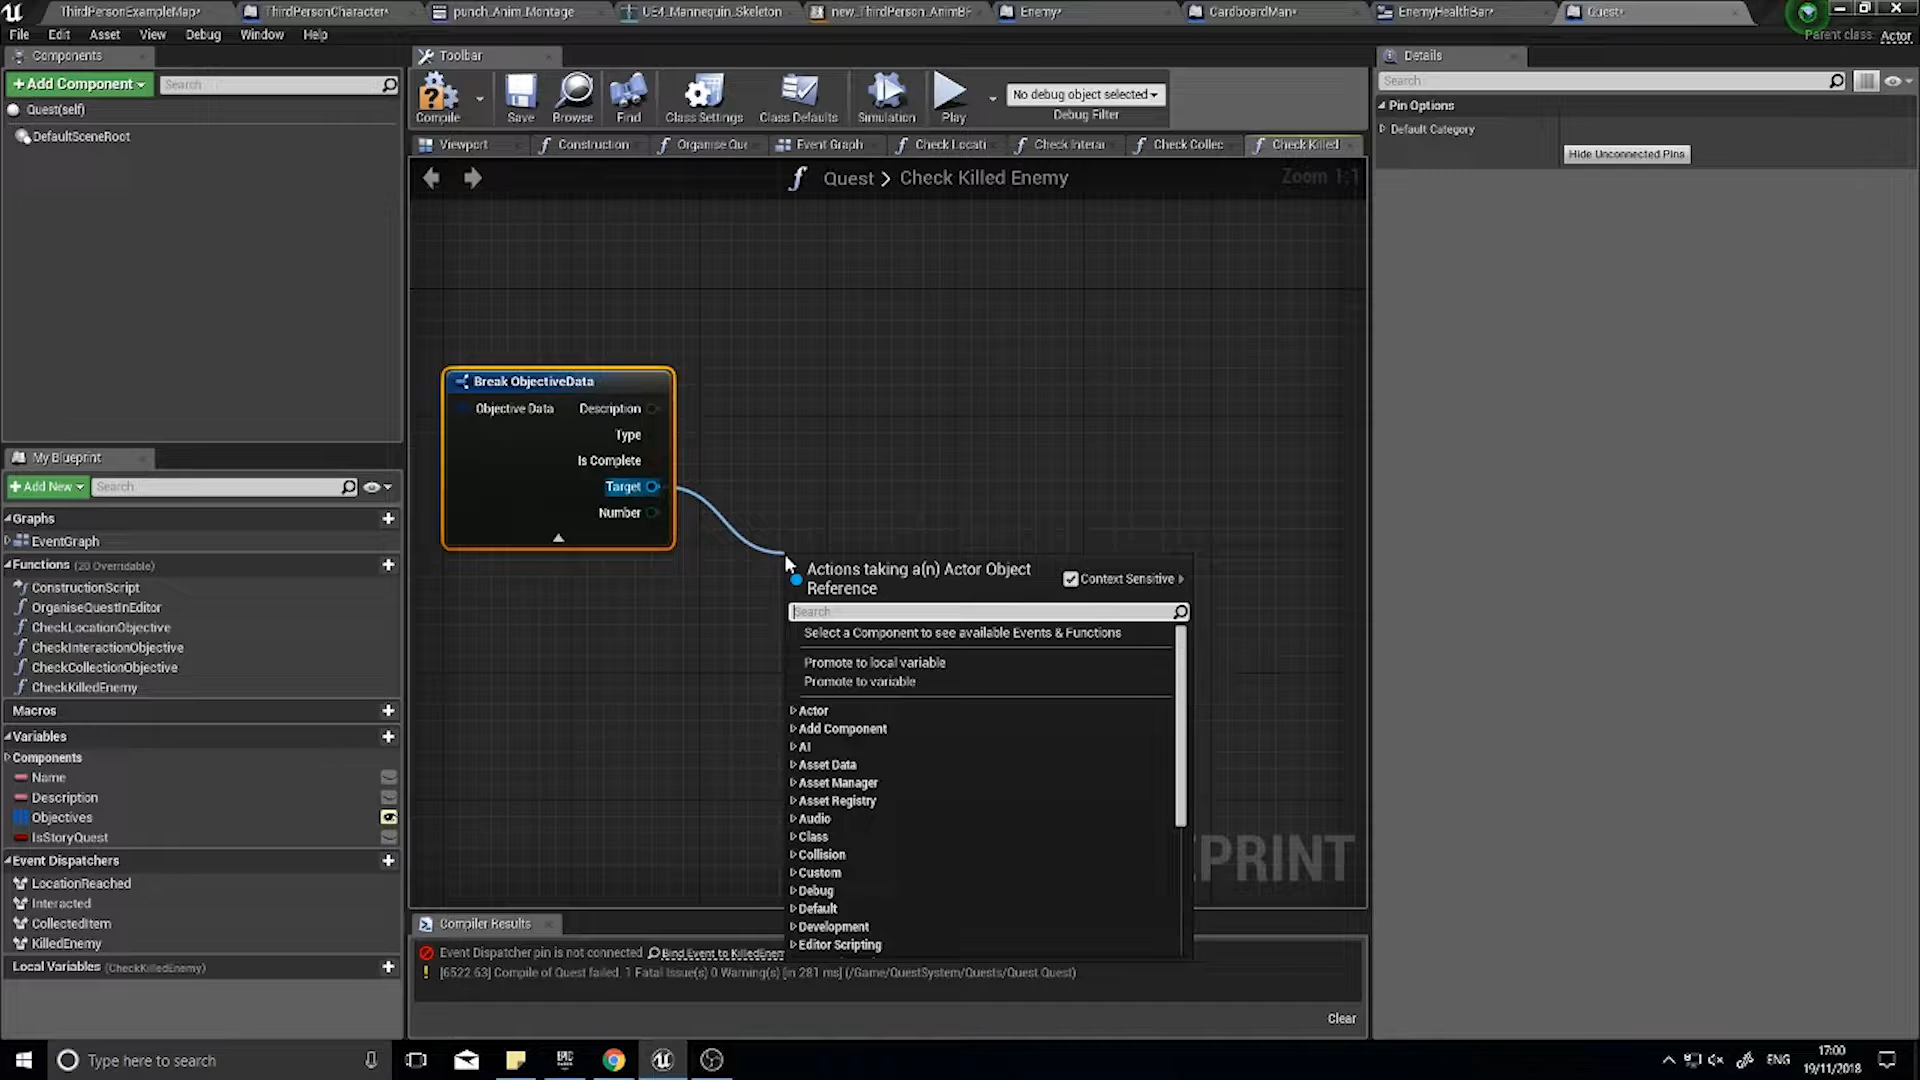 ThirdPersonExampleMap*
ThirdPersonCharacter*
punch_Anim_Montage
UE4_Mannequin_Skeleton
new_ThirdPerson_AnimBP
Enemy*
CardboardMan*
EnemyHealthBar*
Quest*
File Edit Asset View Debug Window Help
Parent class: Actor
Components
+Add Component
Search
Quest(self)
DefaultSceneRoot
Toolbar
Compile
Save
Browse
Find
Class Settings
Class Defaults
Simulation
Play
No debug object selected
Debug Filter
Viewport
Construction
Organise Que
Event Graph
Check Locati
Check Interac
Check Collec
Check Killed
Quest > Check Killed Enemy
Zoom 1:1
Break ObjectiveData
Objective Data
Description
Type
Is Complete
Target
Number
Actions taking a(n) Actor Object
Reference
Context Sensitive
Search
Select a Component to see available Events & Functions
Promote to local variable
Promote to variable
Actor
Add Component
AI
Asset Data
Asset Manager
Asset Registry
Audio
Class
Collision
Custom
Debug
Default
Development
Editor Scripting
PRINT
My Blueprint
+Add New
Search
Graphs
EventGraph
Functions (20 Overridable)
ConstructionScript
OrganiseQuestInEditor
CheckLocationObjective
CheckInteractionObjective
CheckCollectionObjective
CheckKilledEnemy
Macros
Variables
Components
Name
Description
Objectives
IsStoryQuest
Event Dispatchers
LocationReached
Interacted
CollectedItem
KilledEnemy
Local Variables (CheckKilledEnemy)
Compiler Results
Event Dispatcher pin is not connected Bind Event to KilledEnem
[6522.63] Compile of Quest failed. 1 Fatal Issue(s) 0 Warning(s) [in 281 ms] (/Game/QuestSystem/Quests/Quest.Quest)
Clear
Details
Search
Pin Options
Default Category
Hide Unconnected Pins
Type here to search
EPIC
ENG
17:00
19/11/2018